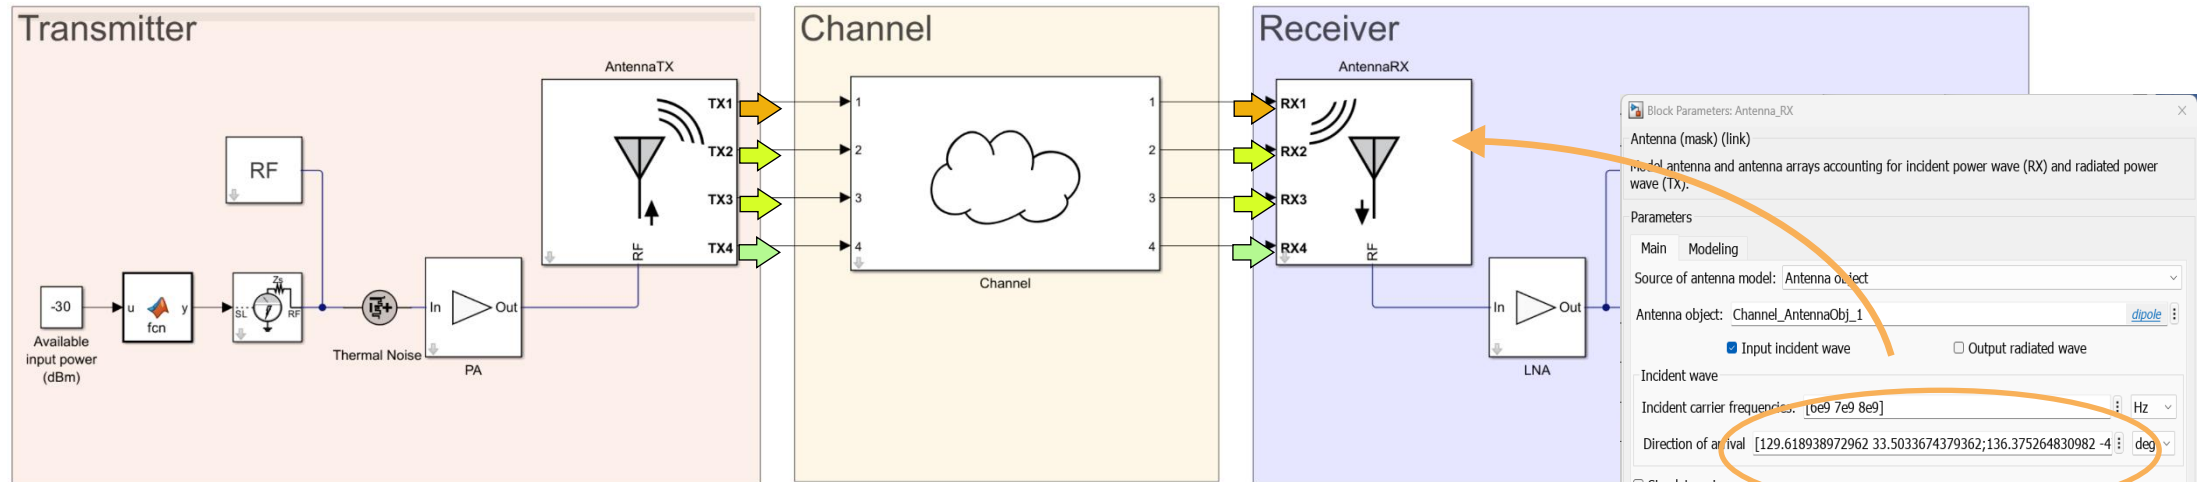 Transmitter
Channel
Receiver
AntennaTX
TX1
TX2
TX3
TX4
RF
RF
-30
Available
input power
(dBm)
u
y
fcn
SL
Zs
RF
Thermal Noise
In
Out
PA
1
2
3
4
1
2
3
4
Channel
AntennaRX
RX1
RX2
RX3
RX4
RF
In
Out
LNA
Block Parameters: Antenna_RX
Antenna (mask) (link)
Model antenna and antenna arrays accounting for incident power wave (RX) and radiated power
wave (TX).
Parameters
Main Modeling
Source of antenna model: Antenna object
Antenna object: Channel_AntennaObj_1 dipole
Input incident wave Output radiated wave
Incident wave
Incident carrier frequencies: [6e9 7e9 8e9] Hz
Direction of arrival [129.618938972962 33.5033674379362;136.375264830982 -4 deg